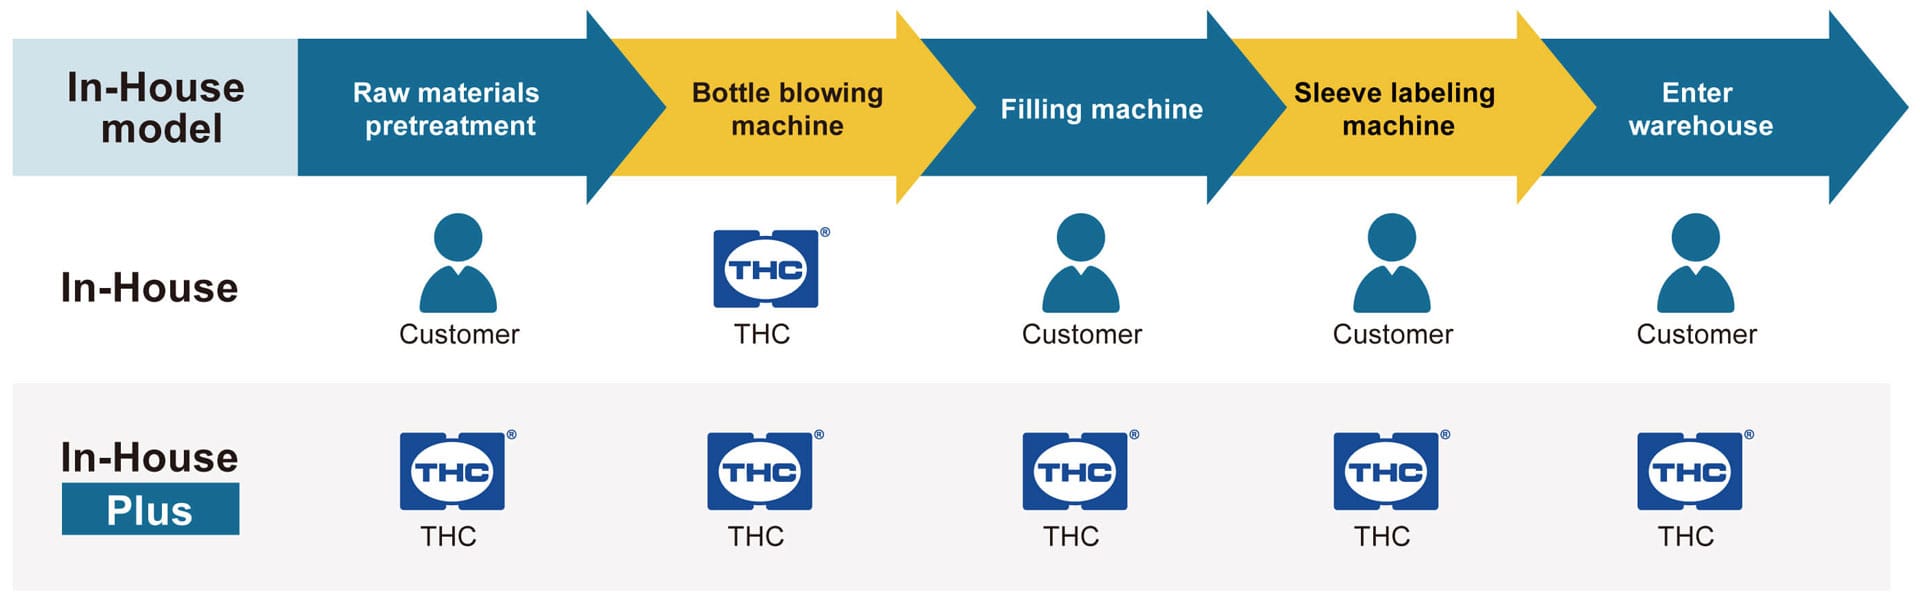 In-House
model
Raw materials
pretreatment
Bottle blowing
machine
Filling machine
Sleeve labeling
machine
Enter
warehouse
In-House
Customer
THC®
THC
Customer
Customer
Customer
In-House
Plus
THC®
THC
THC®
THC
THC®
THC
THC®
THC
THC®
THC